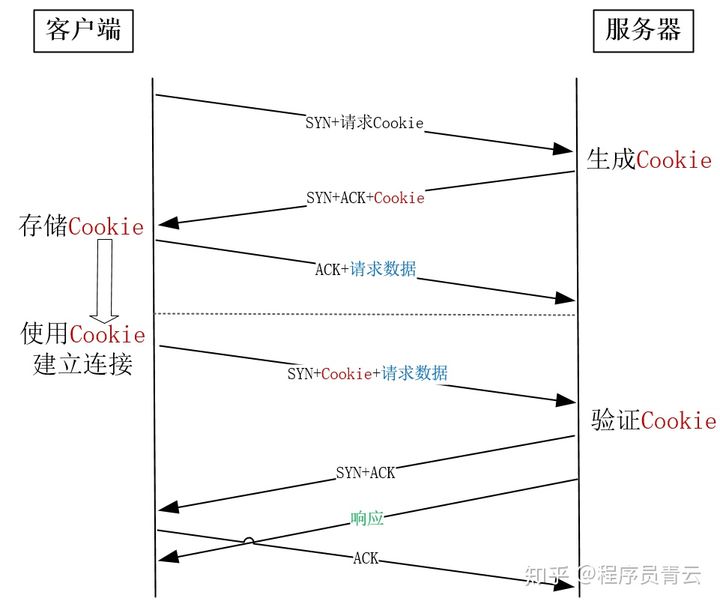 客户端
服务器
SYN+请求Cookie
生成Cookie
SYN+ACK+Cookie
存储Cookie
ACK+请求数据
使用Cookie
建立连接
SYN+Cookie+请求数据
验证Cookie
SYN+ACK
响应
ACK
知乎 @程序员青云